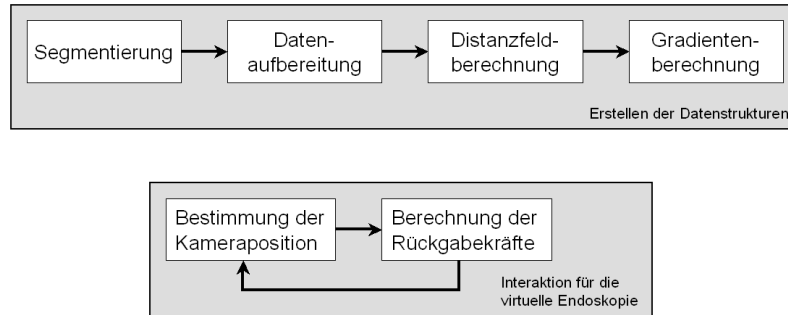 Segmentierung
Daten-
aufbereitung
Distanzfeld-
berechnung
Gradienten-
berechnung
Erstellen der Datenstrukturen
Bestimmung der
Kameraposition
Berechnung der
Rückgabekräfte
Interaktion für die
virtuelle Endoskopie